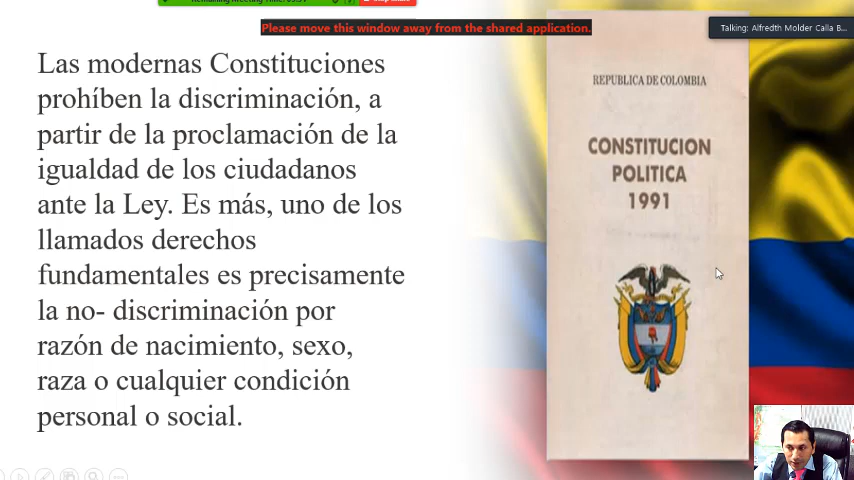 Please move this window away from the shared application.
Talking: Alfredth Molder Calla B...
Las modernas Constituciones
prohíben la discriminación, a
partir de la proclamación de la
igualdad de los ciudadanos
ante la Ley. Es más, uno de los
llamados derechos
fundamentales es precisamente
la no- discriminación por
razón de nacimiento, sexo,
raza o cualquier condición
personal o social.
REPUBLICA DE COLOMBIA
CONSTITUCION
POLITICA
1991